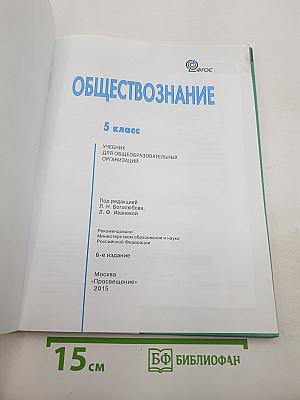 ФГОС
ОБЩЕСТВОЗНАНИЕ
5 класс
УЧЕБНИК
ДЛЯ ОБЩЕОБРАЗОВАТЕЛЬНЫХ
ОРГАНИЗАЦИЙ
Под редакцией
Л. Н. Боголюбова,
Л. Ф. Ивановой
Рекомендовано
Министерством образования и науки
Российской Федерации
6-е издание
Москва
«Просвещение»
2015
15 см
БФ БИБЛИОФАН